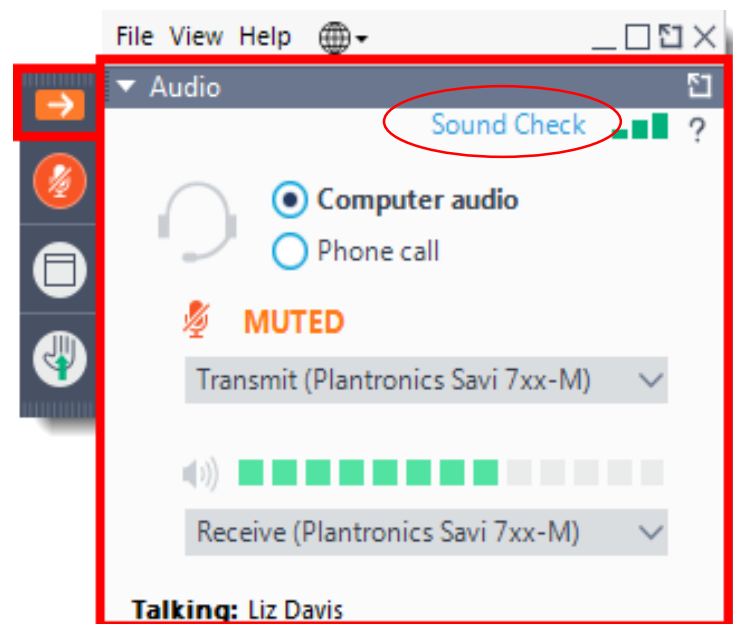 File View Help
Audio
Sound Check ?
Computer audio
Phone call
MUTED
Transmit (Plantronics Savi 7xx-M)
Receive (Plantronics Savi 7xx-M)
Talking: Liz Davis